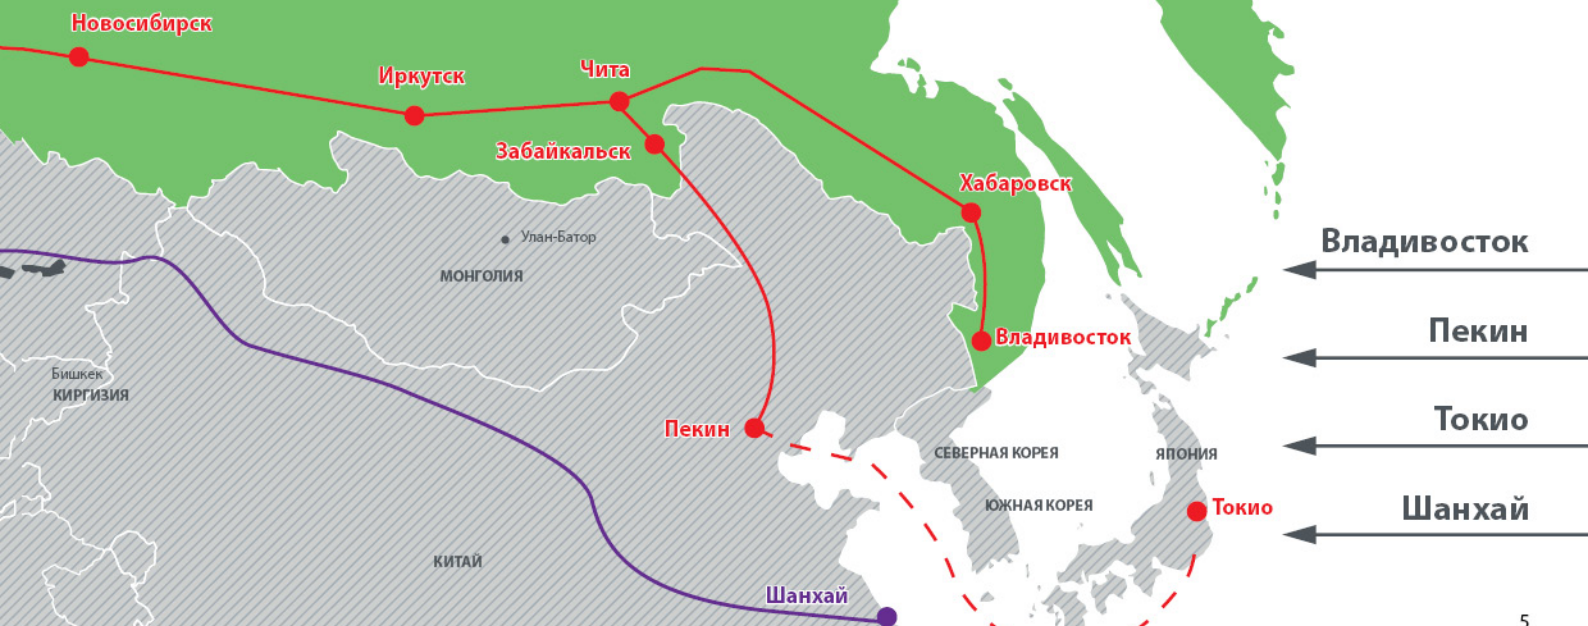 Новосибирск
Иркутск
Чита
Забайкальск
Хабаровск
Улан-Батор
МОНГОЛИЯ
Владивосток
Владивосток
Пекин
Бишкек
КИРГИЗИЯ
Пекин
СЕВЕРНАЯ КОРЕЯ
ЯПОНИЯ
Токио
ЮЖНАЯ КОРЕЯ
Токио
Шанхай
КИТАЙ
Шанхай
5